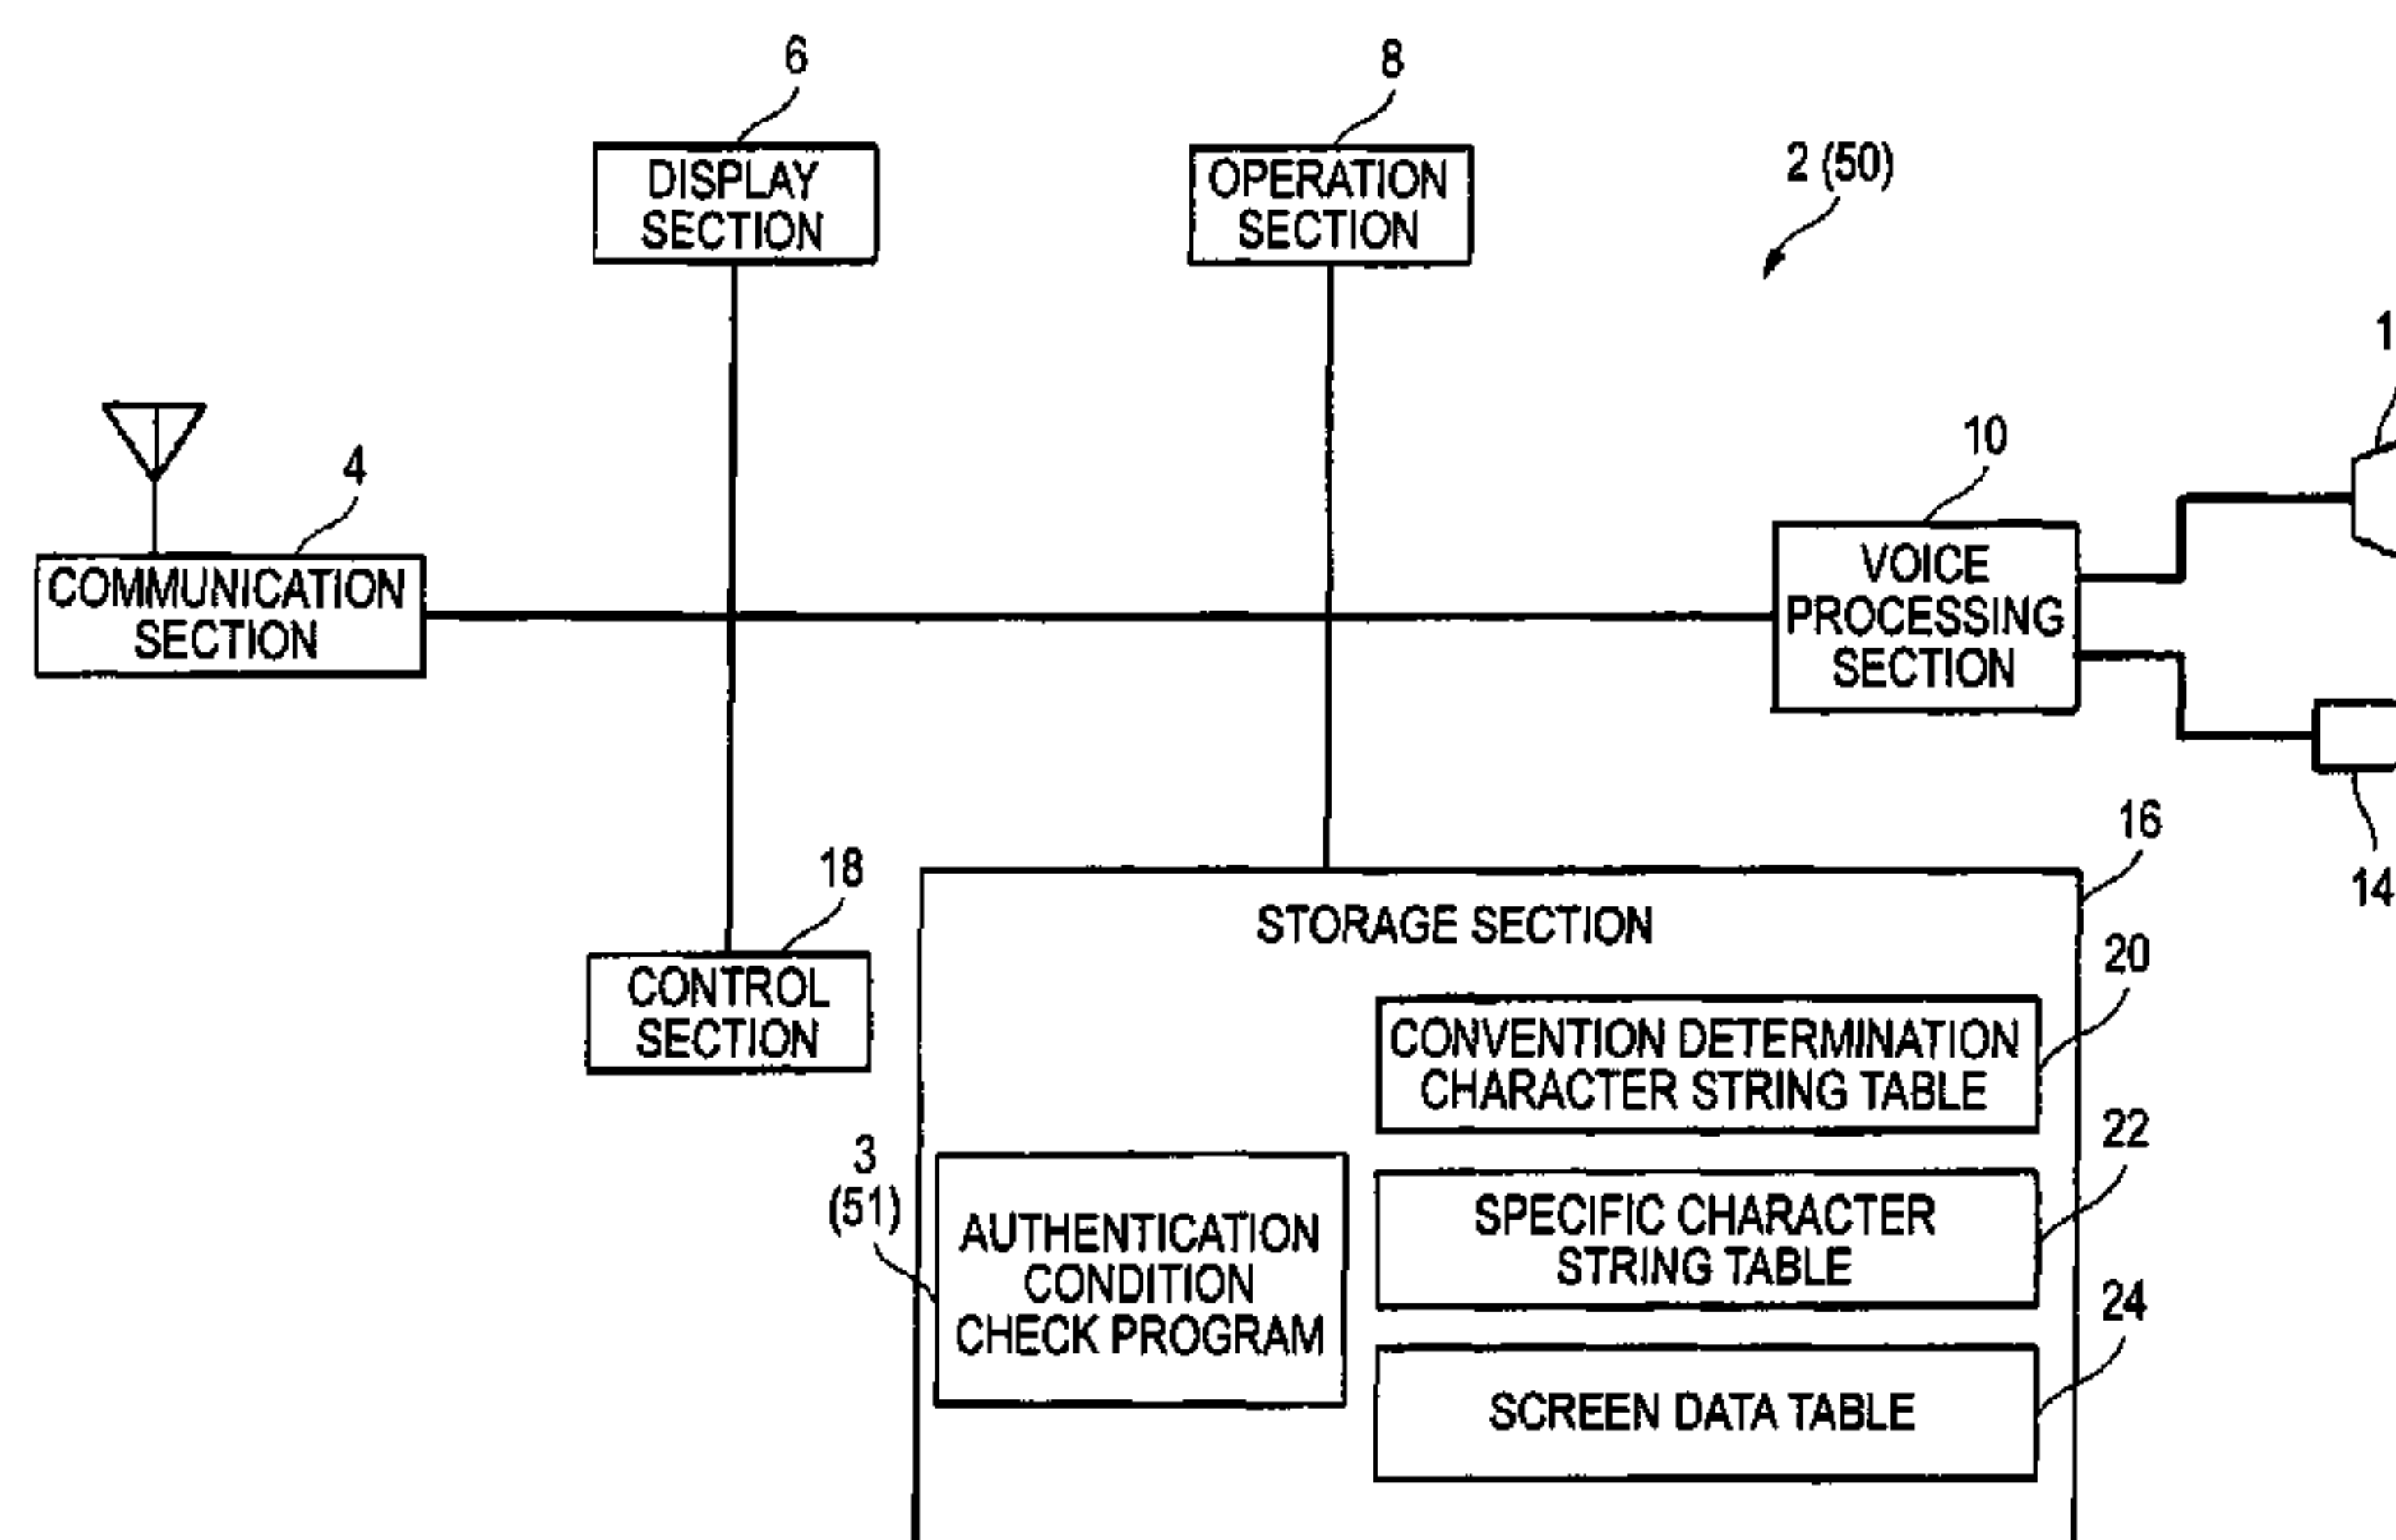 6
8
DISPLAY
SECTION
OPERATION
SECTION
2 (50)
4
10
COMMUNICATION
SECTION
VOICE
PROCESSING
SECTION
14
16
18
STORAGE SECTION
CONTROL
SECTION
20
CONVENTION DETERMINATION
CHARACTER STRING TABLE
22
3
(51)
AUTHENTICATION
CONDITION
CHECK PROGRAM
SPECIFIC CHARACTER
STRING TABLE
24
SCREEN DATA TABLE